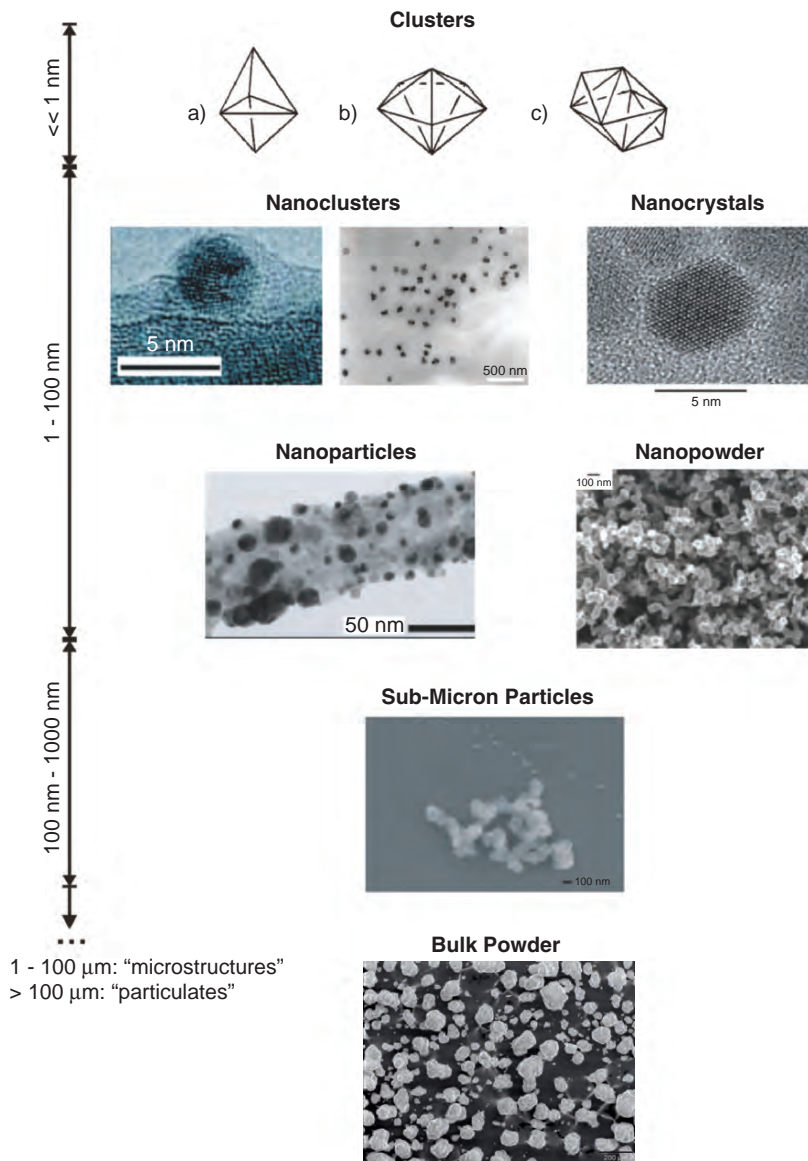 Clusters
<< 1 nm
a)
b)
c)
Nanoclusters
Nanocrystals
5 nm
500 nm
5 nm
1 - 100 nm
Nanoparticles
Nanopowder
100 nm
50 nm
Sub-Micron Particles
100 nm - 1000 nm
100 nm
1 - 100 μm: “microstructures”
> 100 μm: “particulates”
Bulk Powder